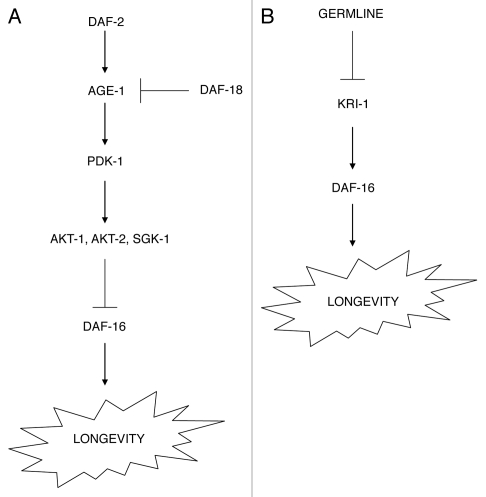 A
DAF-2
AGE-1
DAF-18
PDK-1
AKT-1, AKT-2, SGK-1
DAF-16
LONGEVITY
B
GERMLINE
KRI-1
DAF-16
LONGEVITY